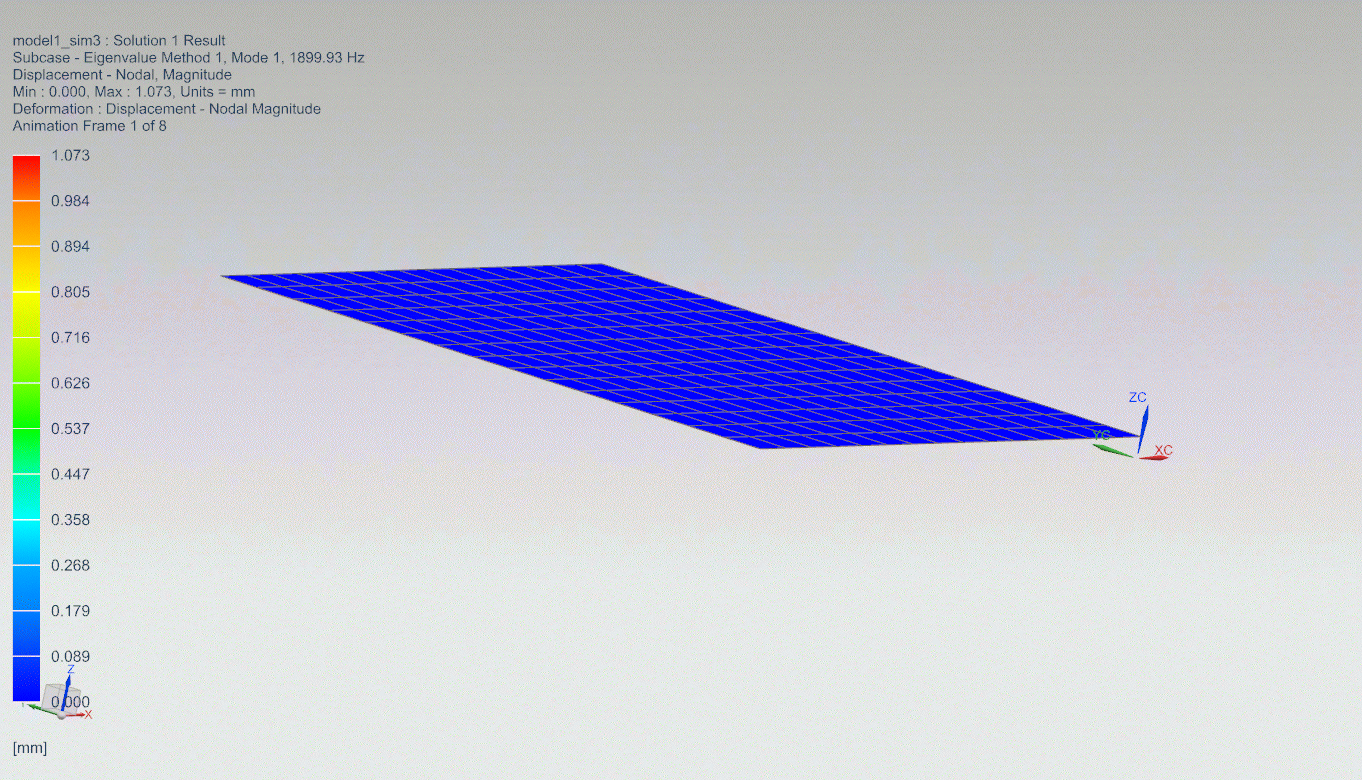 model1_sim3 : Solution 1 Result
Subcase - Eigenvalue Method 1, Mode 1, 1899.93 Hz
Displacement - Nodal, Magnitude
Min : 0.000, Max : 1.073, Units = mm
Deformation : Displacement - Nodal Magnitude
Animation Frame 1 of 8
1.073
0.984
0.894
0.805
0.716
0.626
0.537
0.447
0.358
0.268
0.179
0.089
0.000
ZC
YC
XC
Z
X
[mm]